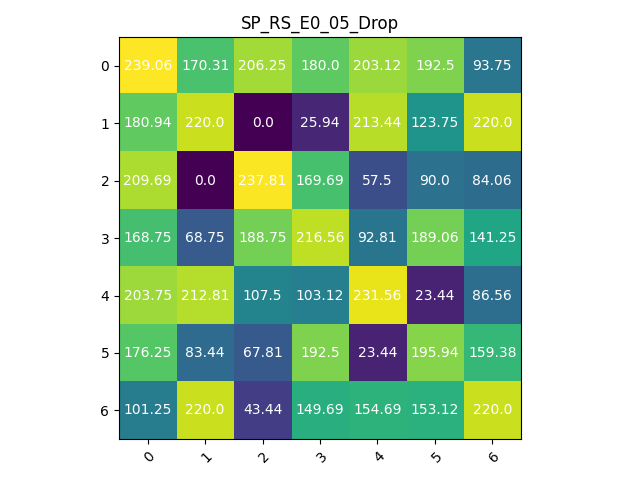 SP_RS_E0_05_Drop
0 239.06 170.31 206.25 180.0 203.12 192.5 93.75
1 180.94 220.0 0.0 25.94 213.44 123.75 220.0
2 209.69 0.0 237.81 169.69 57.5 90.0 84.06
3 168.75 68.75 188.75 216.56 92.81 189.06 141.25
4 203.75 212.81 107.5 103.12 231.56 23.44 86.56
5 176.25 83.44 67.81 192.5 23.44 195.94 159.38
6 101.25 220.0 43.44 149.69 154.69 153.12 220.0
0 1 2 3 4 5 6